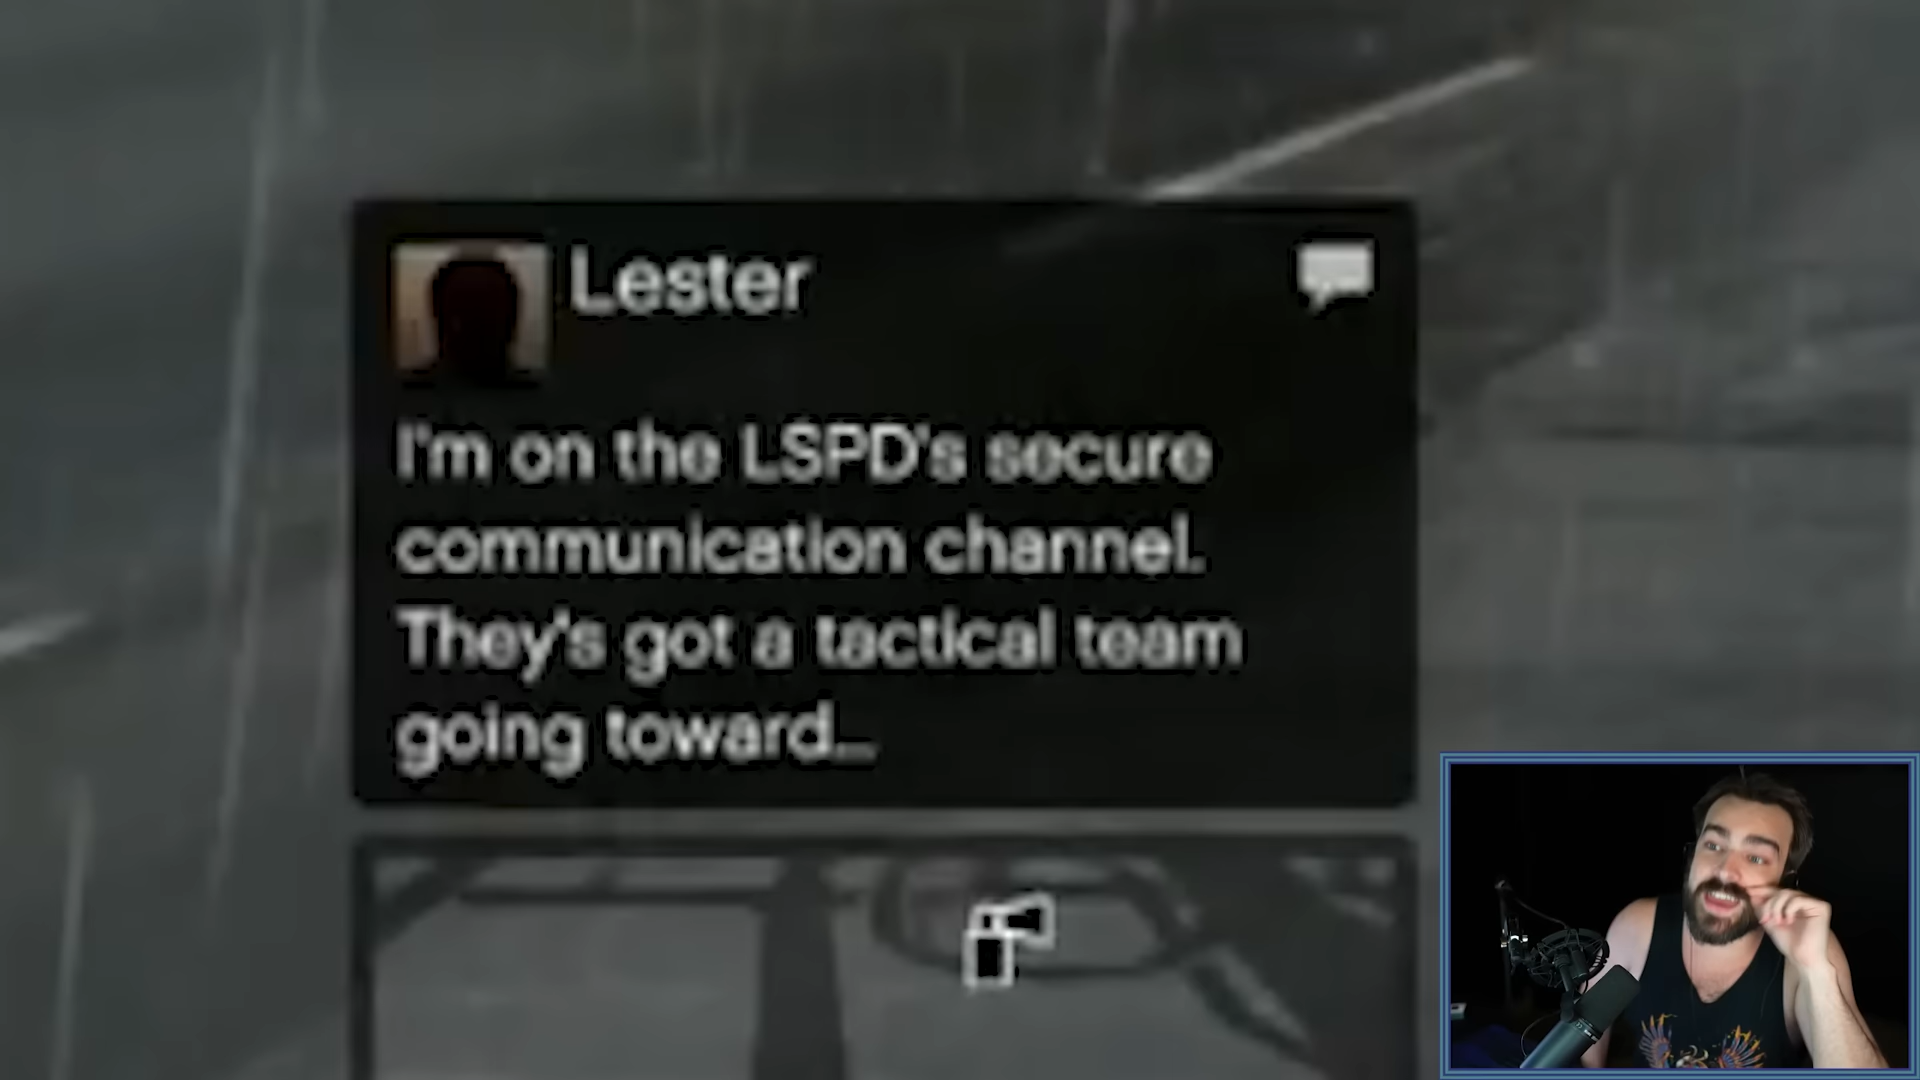 Lester
I'm on the LSPD's secure
communication channel.
They's got a tactical team
going toward...